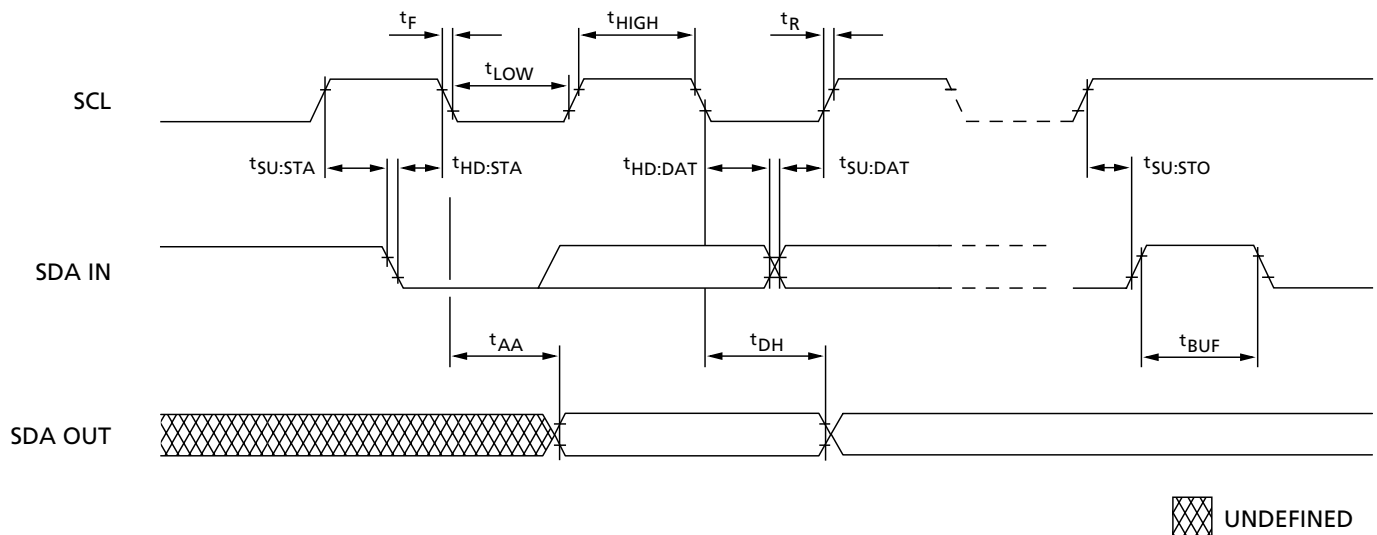 tF
tHIGH
tR
tLOW
SCL
tSU:STA
tHD:STA
tHD:DAT
tSU:DAT
tSU:STO
SDA IN
tAA
tDH
tBUF
SDA OUT
UNDEFINED